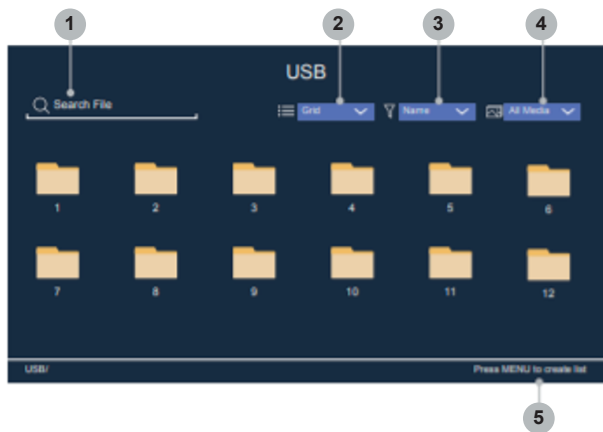 1 2 3 4
USB
Search File Grid Name All Media
1 2 3 4 5 6
7 8 9 10 11 12
USB/ Press MENU to create list
5